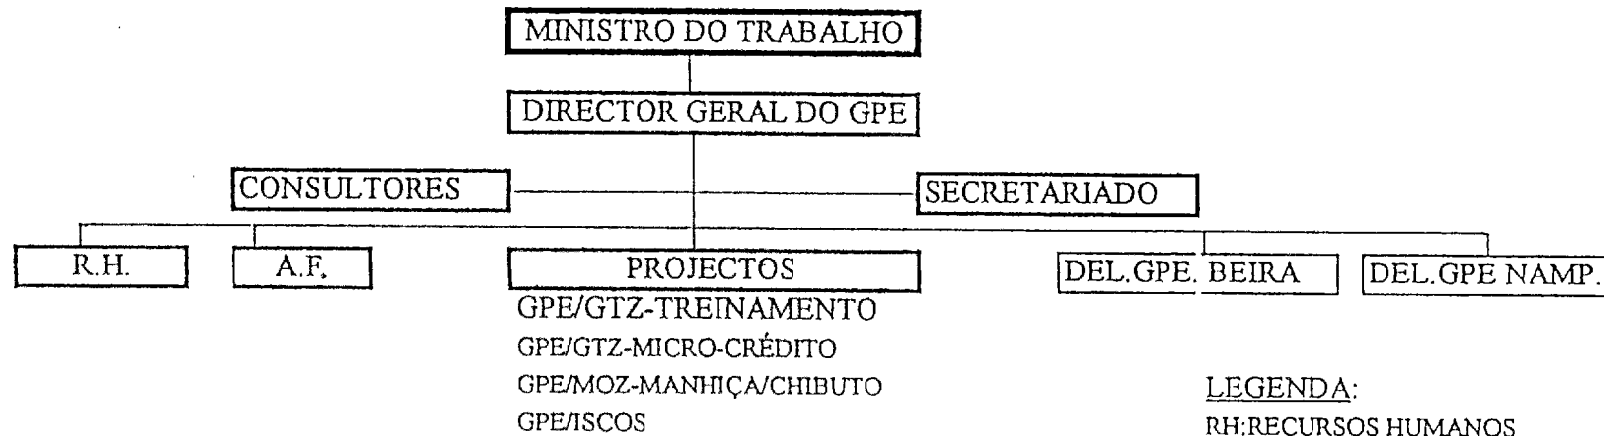 MINISTRO DO TRABALHO
DIRECTOR GERAL DO GPE
CONSULTORES
SECRETARIADO
R.H.
A.F.
PROJECTOS
DEL.GPE. BEIRA
DEL.GPE NAMP.
GPE/GTZ-TREINAMENTO
GPE/GTZ-MICRO-CRÉDITO
GPE/MOZ-MANHIÇA/CHIBUTO
GPE/ISCOS
LEGENDA:
RH:RECURSOS HUMANOS